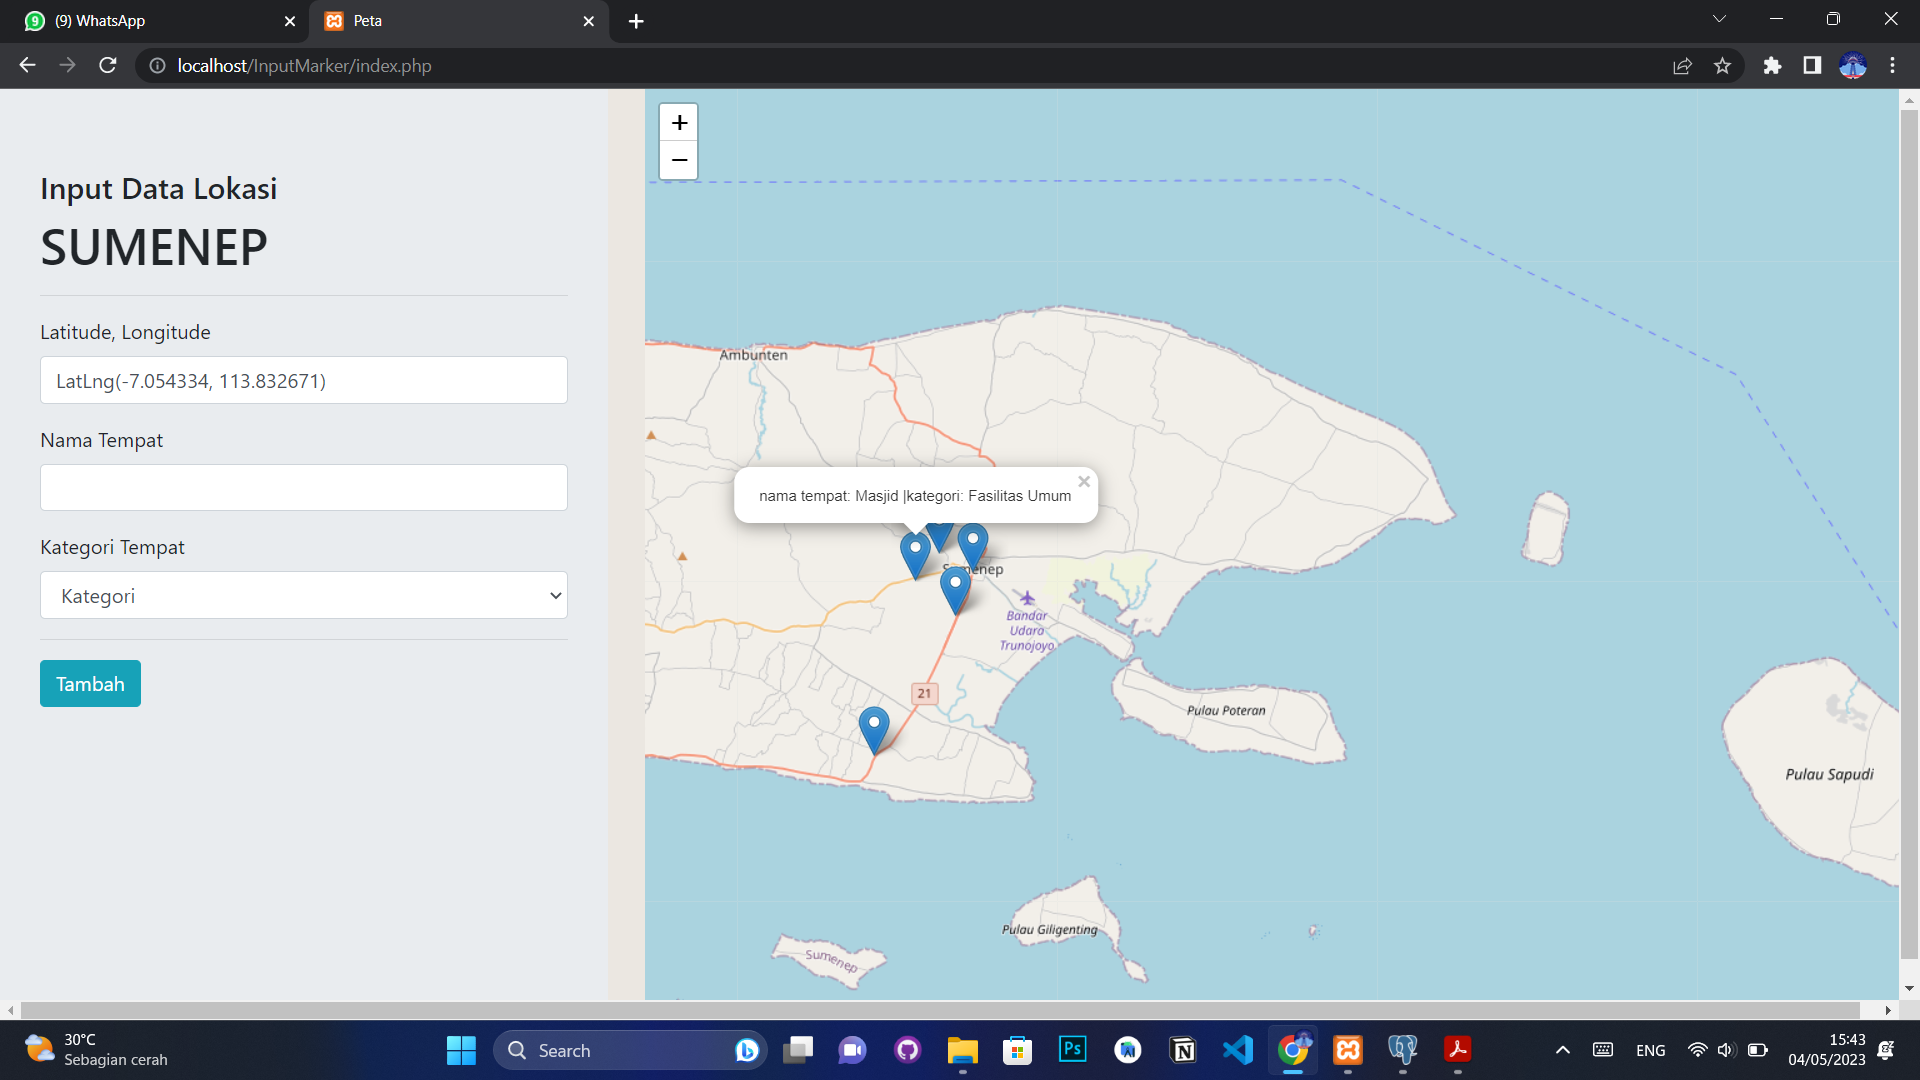 (9) WhatsApp
Peta
localhost/InputMarker/index.php
Input Data Lokasi
SUMENEP
Latitude, Longitude
LatLng(-7.054334, 113.832671)
Nama Tempat
Kategori Tempat
Kategori
Tambah
+
−
Ambunten
nama tempat: Masjid |kategori: Fasilitas Umum
Sumenep
Bandar
Udara
Trunojoyo
21
Pulau Poteran
Pulau Sapudi
Pulau Giligenting
Sumenep
30°C
Sebagian cerah
Search
Ps
ENG
15:43
04/05/2023